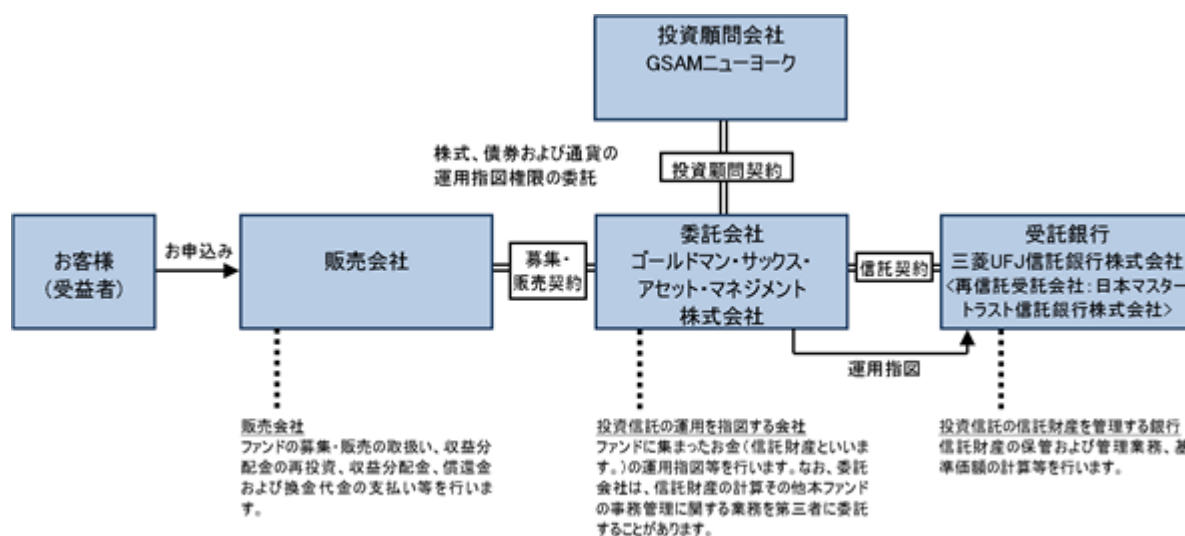 投資顧問会社
GSAMニューヨーク
株式、債券および通貨の
運用指図権限の委託
投資顧問契約
お客様
(受益者)
お申込み
販売会社
募集・
販売契約
委託会社
ゴールドマン・サックス・
アセット・マネジメント
株式会社
信託契約
受託銀行
三菱UFJ信託銀行株式会社
<再信託受託会社:日本マスター
トラスト信託銀行株式会社>
運用指図
販売会社
ファンドの募集・販売の取扱い、収益分
配金の再投資、収益分配金、償還金
および換金代金の支払い等を行いま
す。
投資信託の運用を指図する会社
ファンドに集まったお金(信託財産といいま
す。)の運用指図等を行います。なお、委託
会社は、信託財産の計算その他本ファンド
の事務管理に関する業務を第三者に委託
することがあります。
投資信託の信託財産を管理する銀行
信託財産の保管および管理業務、基
準価額の計算等を行います。